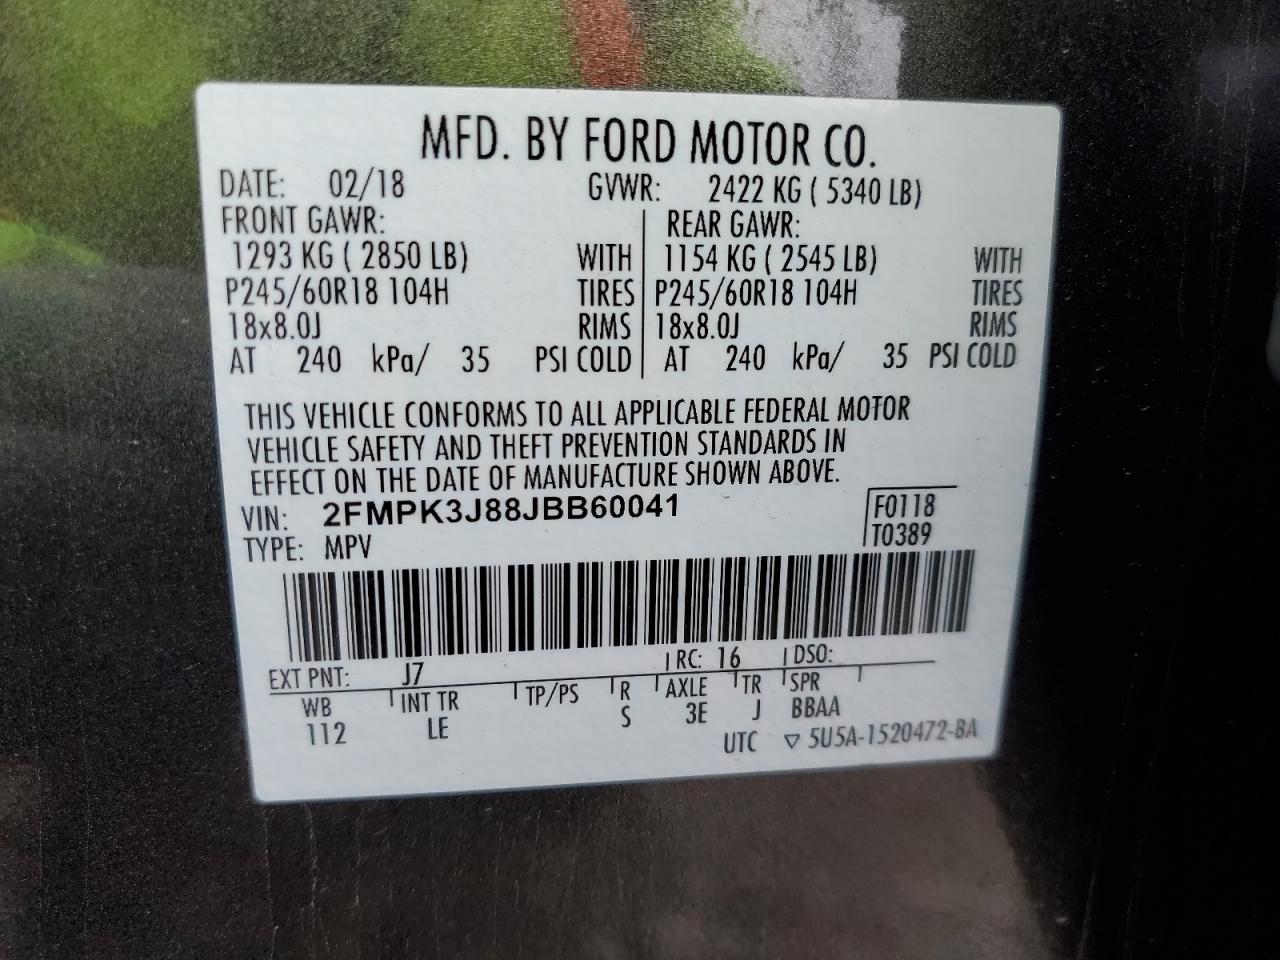 MFD. BY FORD MOTOR CO.
DATE: 02/18 GVWR: 2422 KG ( 5340 LB)
FRONT GAWR: REAR GAWR:
1293 KG ( 2850 LB) WITH 1154 KG ( 2545 LB) WITH
P245/60R18 104H TIRES P245/60R18 104H TIRES
18x8.0J RIMS 18x8.0J RIMS
AT 240 kPa/ 35 PSI COLD AT 240 kPa/ 35 PSI COLD
THIS VEHICLE CONFORMS TO ALL APPLICABLE FEDERAL MOTOR
VEHICLE SAFETY AND THEFT PREVENTION STANDARDS IN
EFFECT ON THE DATE OF MANUFACTURE SHOWN ABOVE.
VIN: 2FMPK3J88JBB60041 F0118
TYPE: MPV T0389
EXT PNT: J7 RC: 16 DSO:
WB INT TR TP/PS R AXLE TR SPR
112 LE S 3E J BBAA
UTC ▽ 5U5A-1520472-BA